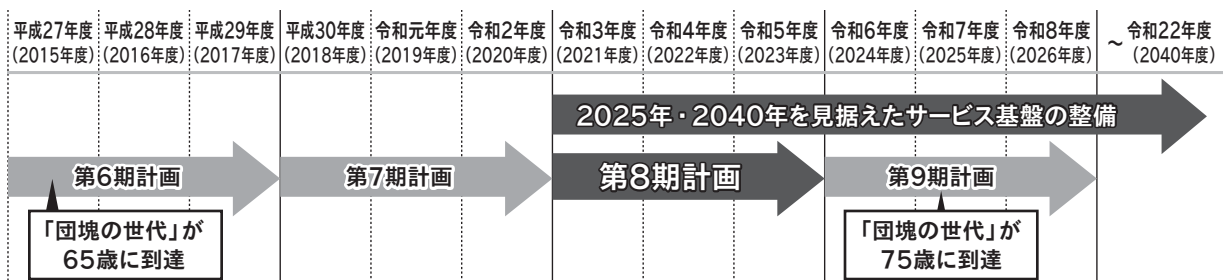 平成27年度 平成28年度 平成29年度 平成30年度 令和元年度 令和2年度 令和3年度 令和4年度 令和5年度 令和6年度 令和7年度 令和8年度 ～ 令和22年度
(2015年度) (2016年度) (2017年度) (2018年度) (2019年度) (2020年度) (2021年度) (2022年度) (2023年度) (2024年度) (2025年度) (2026年度) (2040年度)
2025年・2040年を見据えたサービス基盤の整備
第6期計画 第7期計画 第8期計画 第9期計画
「団塊の世代」が
65歳に到達
「団塊の世代」が
75歳に到達